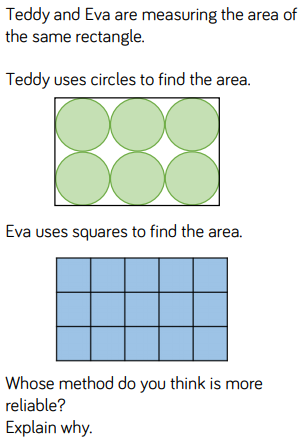 Teddy and Eva are measuring the area of
the same rectangle.
Teddy uses circles to find the area.
Eva uses squares to find the area.
Whose method do you think is more
reliable?
Explain why.